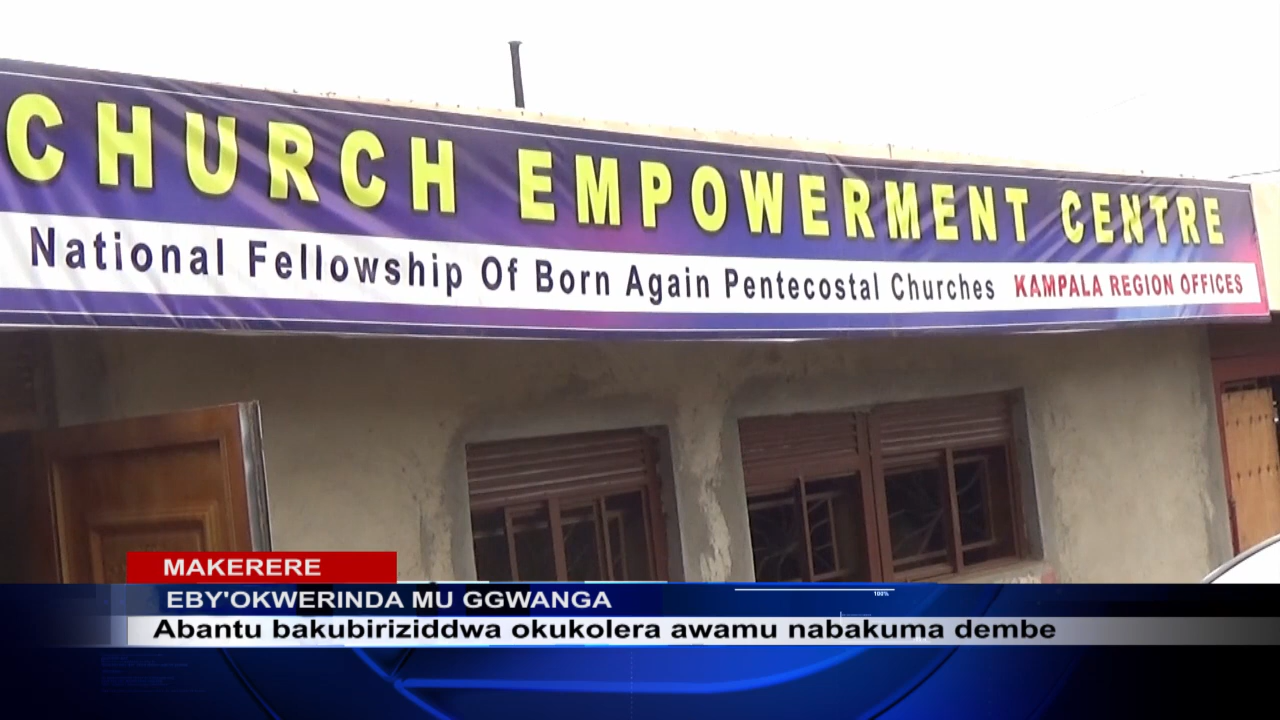 CHURCH EMPOWERMENT CENTRE
National Fellowship Of Born Again Pentecostal Churches KAMPALA REGION OFFICES
MAKERERE
EBY'OKWERINDA MU GGWANGA
100%
Abantu bakubiriziddwa okukolera awamu nabakuma dembe